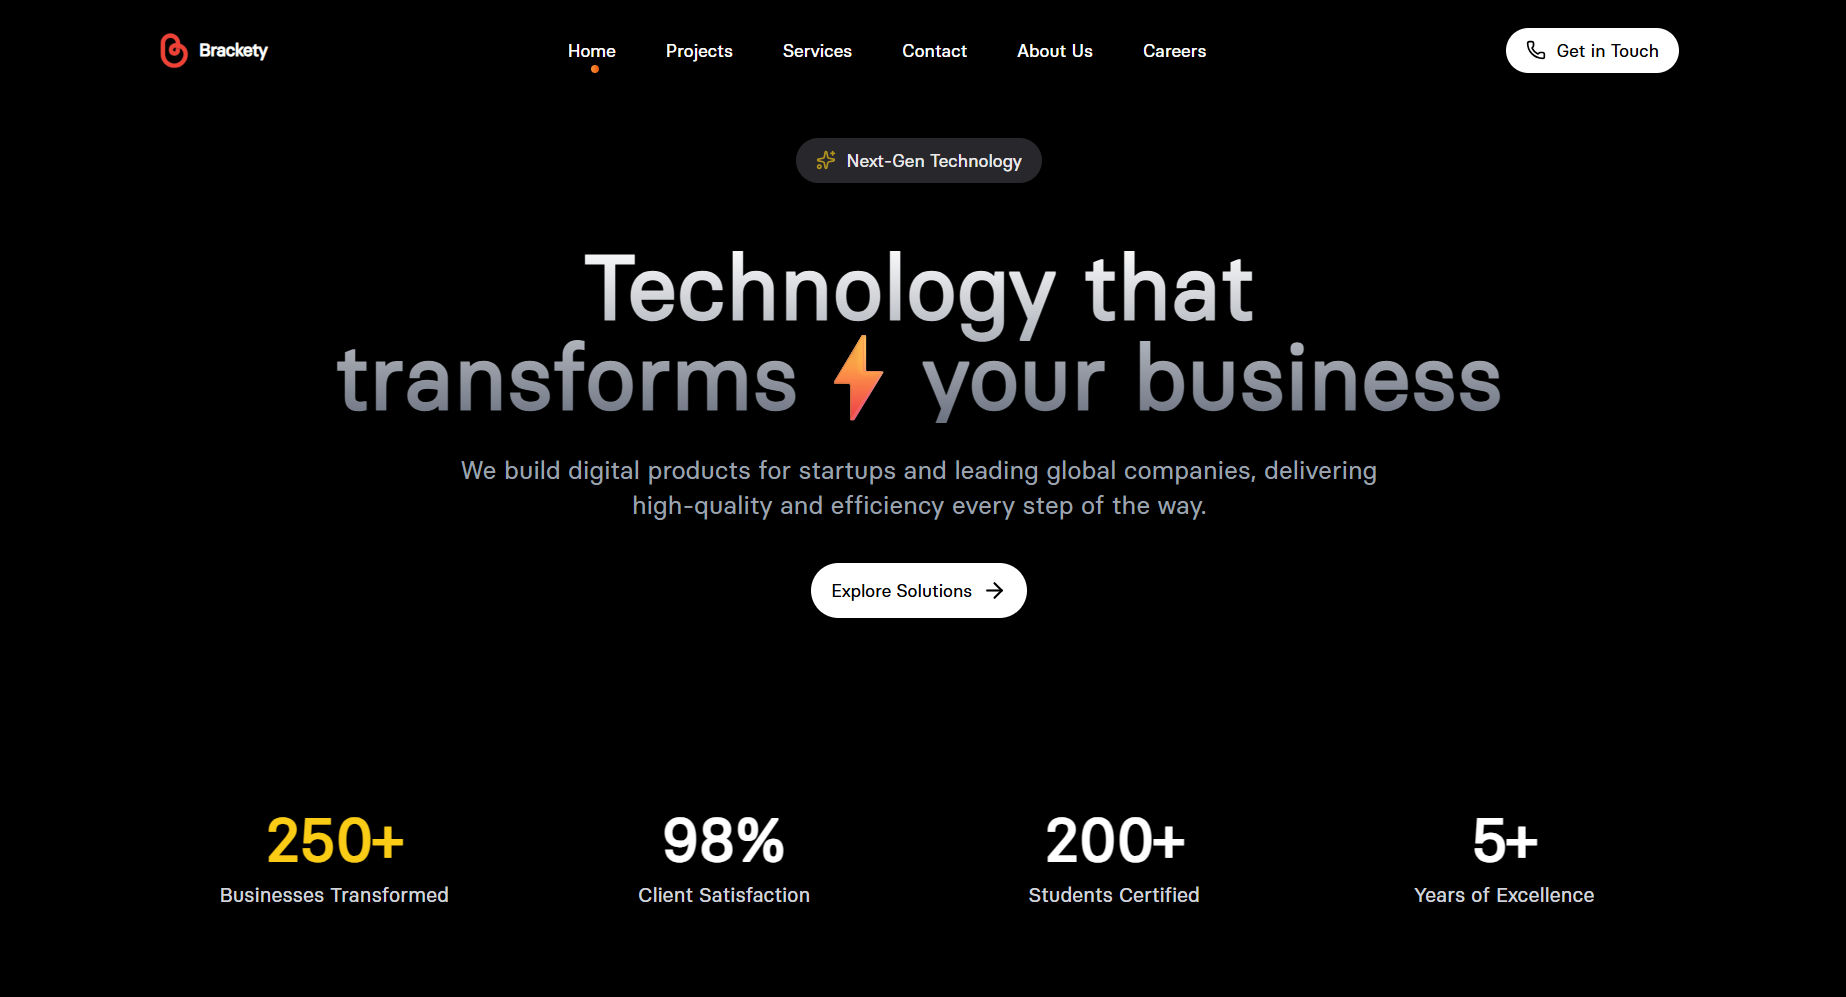 Brackety
Home
Projects
Services
Contact
About Us
Careers
Get in Touch
Next-Gen Technology
Technology that
transforms your business
We build digital products for startups and leading global companies, delivering
high-quality and efficiency every step of the way.
Explore Solutions
250+
Businesses Transformed
98%
Client Satisfaction
200+
Students Certified
5+
Years of Excellence